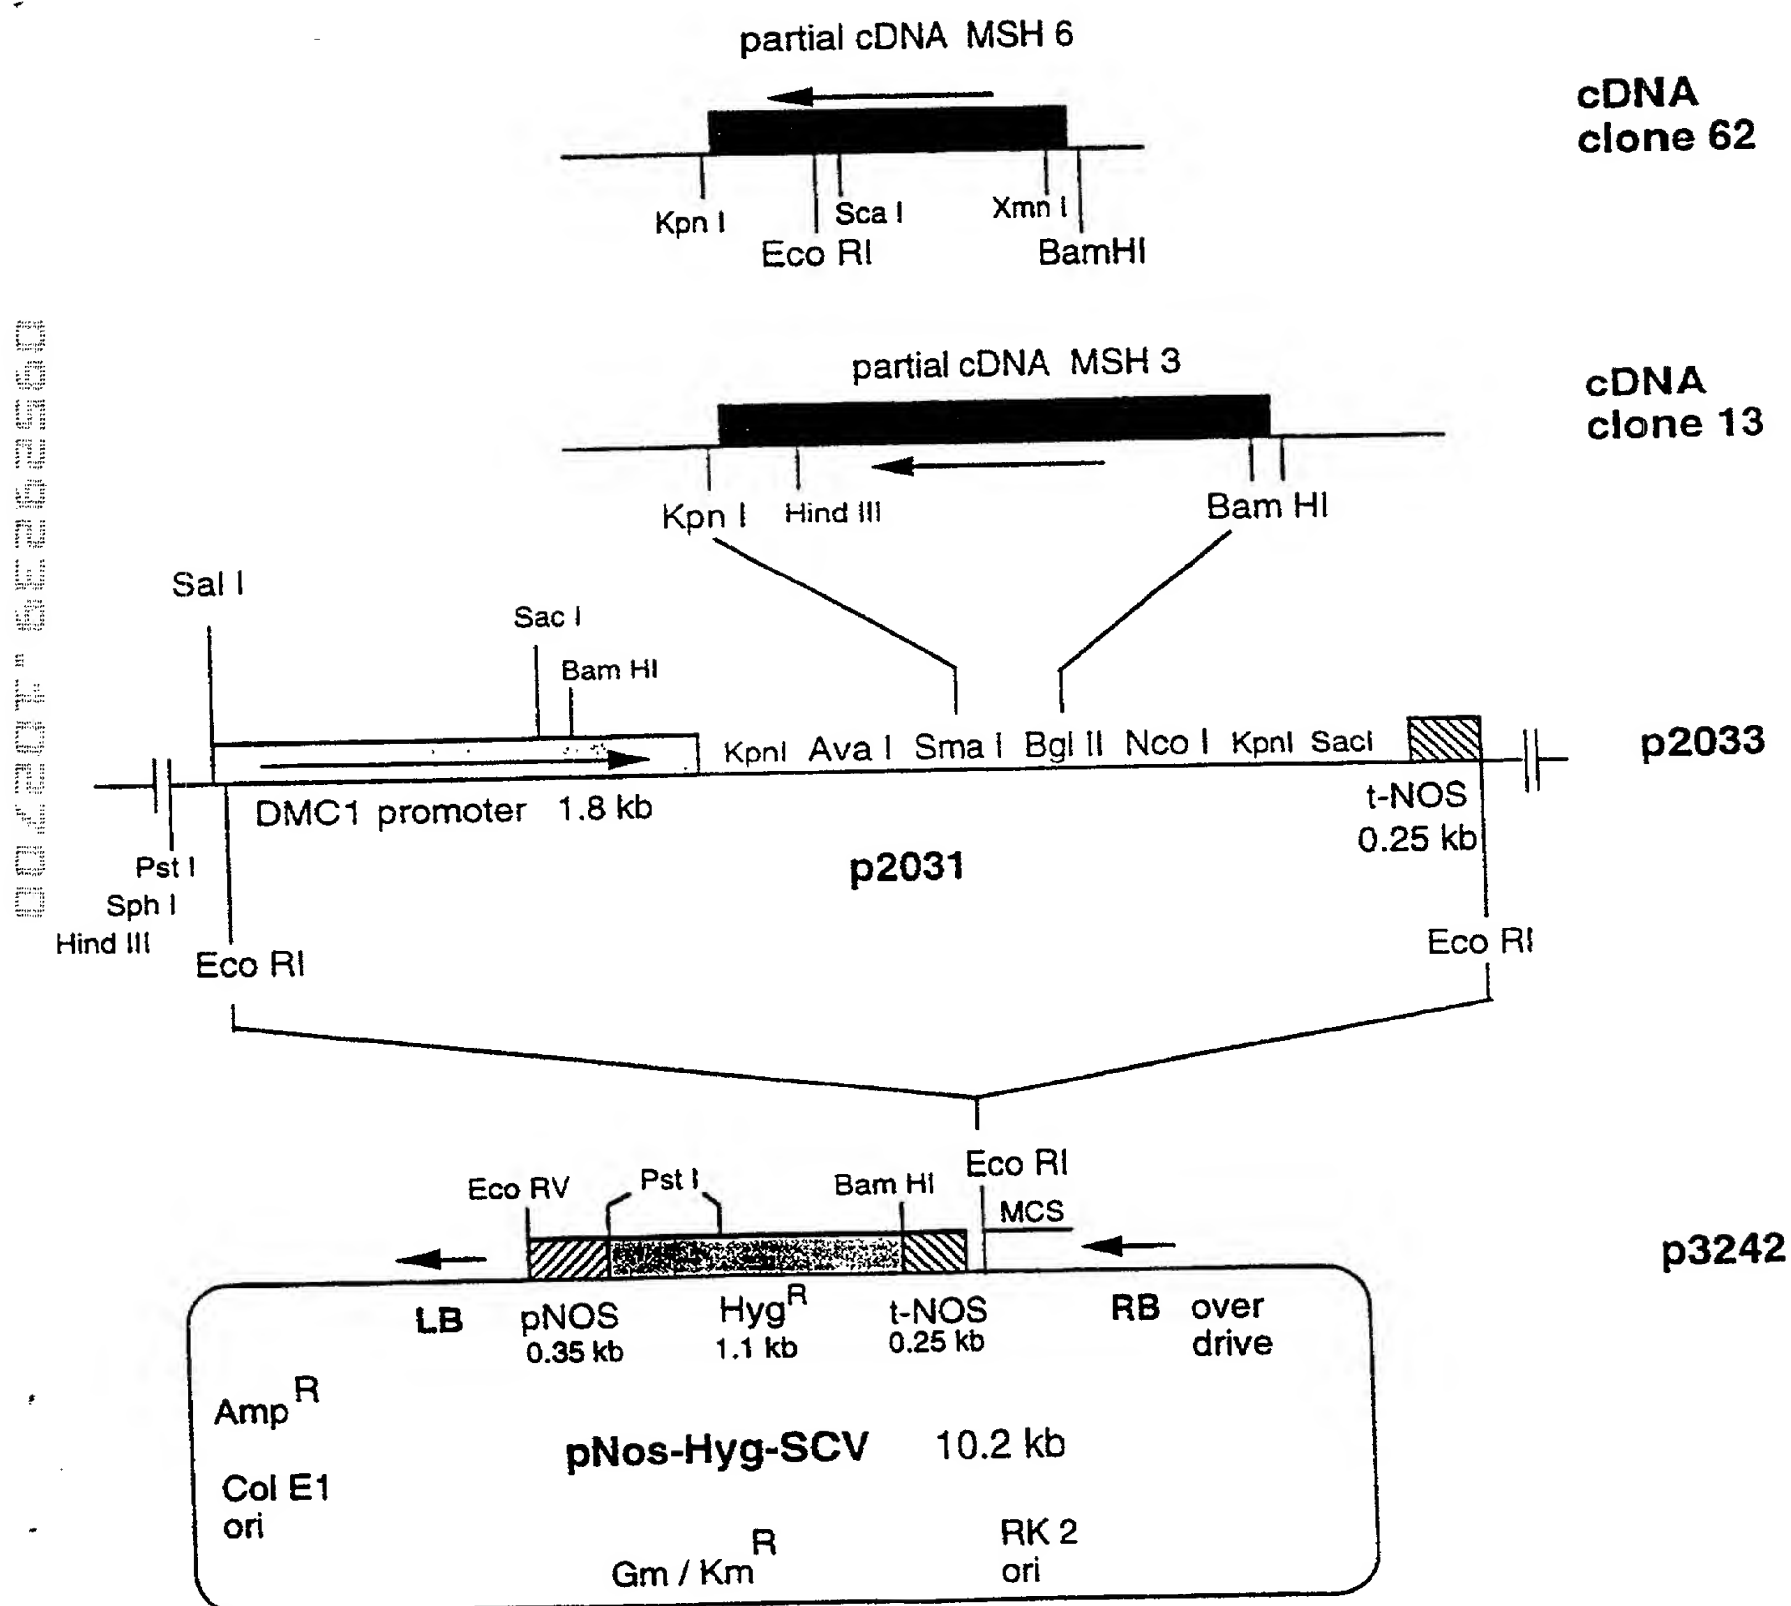 partial cDNA MSH 6
cDNA
clone 62
Kpn I
Sca I
Xmn I
Eco RI
BamHI
partial cDNA MSH 3
cDNA
clone 13
Kpn I
Hind III
Bam HI
Sal I
Sac I
Bam HI
KpnI Ava I Sma I Bgl II Nco I KpnI SacI
p2033
DMC1 promoter 1.8 kb
t-NOS
0.25 kb
p2031
Pst I
Sph I
Hind III
Eco RI
Eco RI
Eco RI
Eco RV
Pst I
Bam HI
MCS
p3242
LB
pNOS
0.35 kb
Hyg R
1.1 kb
t-NOS
0.25 kb
RB
over
drive
Amp R
pNos-Hyg-SCV 10.2 kb
Col E1
ori
Gm / Km R
RK 2
ori